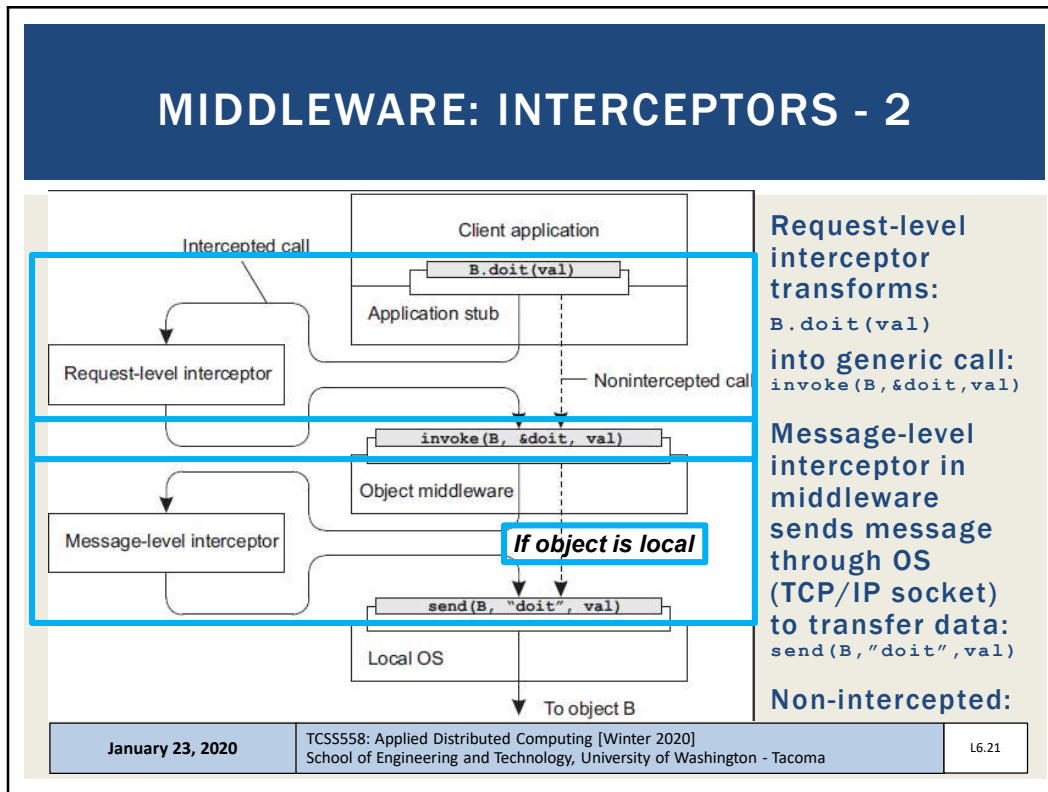 MIDDLEWARE: INTERCEPTORS - 2
Client application
Intercepted call
B.doit(val)
Application stub
Request-level interceptor
Nonintercepted call
invoke(B, &doit, val)
Object middleware
Message-level interceptor
If object is local
send(B, “doit”, val)
Local OS
To object B
Request-level
interceptor
transforms:
B.doit(val)
into generic call:
invoke(B,&doit,val)
Message-level
interceptor in
middleware
sends message
through OS
(TCP/IP socket)
to transfer data:
send(B,”doit”,val)
Non-intercepted:
January 23, 2020
TCSS558: Applied Distributed Computing [Winter 2020]
School of Engineering and Technology, University of Washington - Tacoma
L6.21